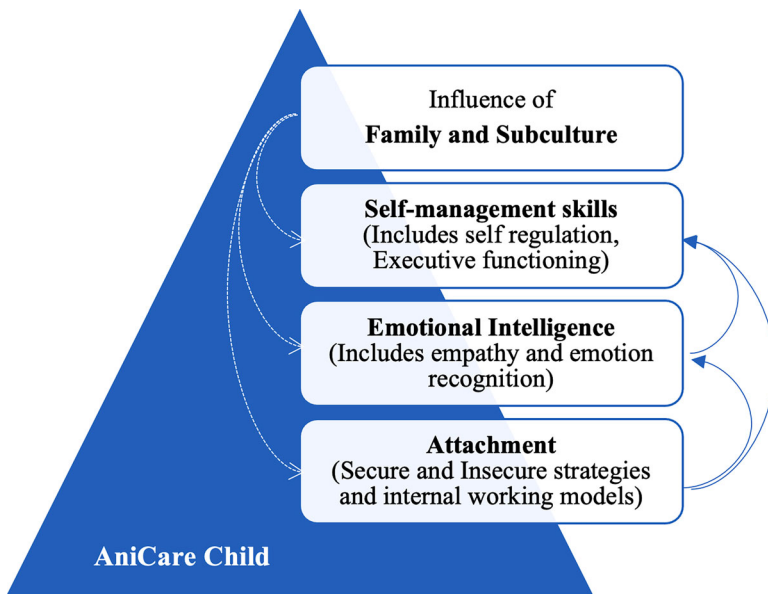 Influence of
Family and Subculture
Self-management skills
(Includes self regulation,
Executive functioning)
Emotional Intelligence
(Includes empathy and emotion
recognition)
Attachment
(Secure and Insecure strategies
and internal working models)
AniCare Child